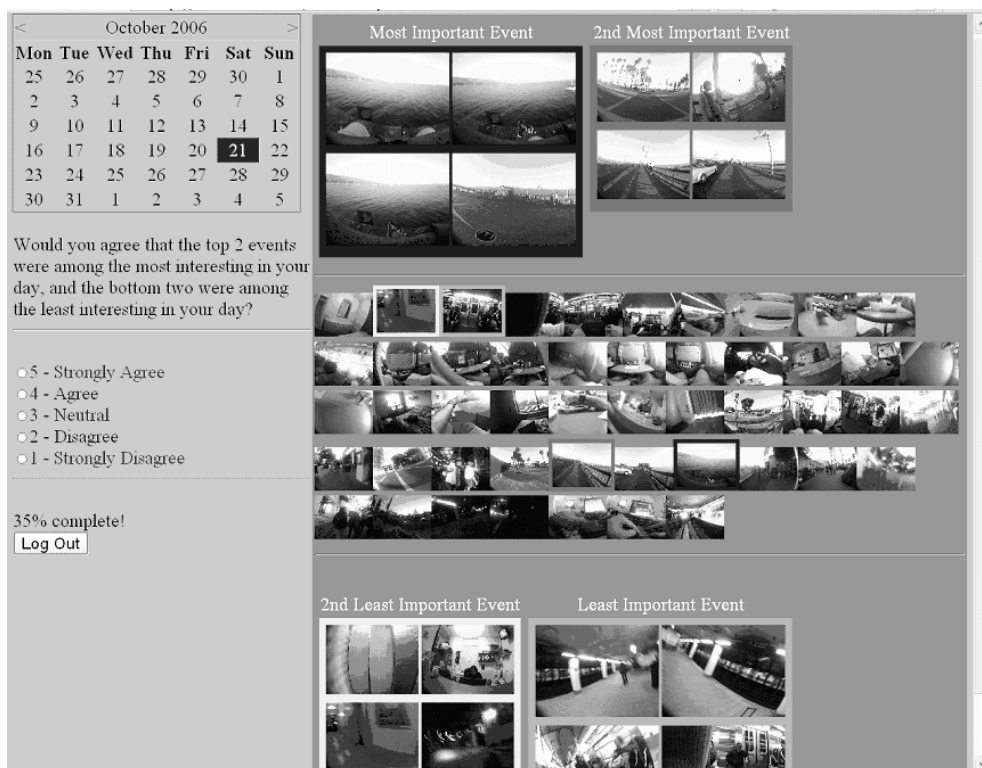 < October 2006 >
Mon Tue Wed Thu Fri Sat Sun
25 26 27 28 29 30 1
2 3 4 5 6 7 8
9 10 11 12 13 14 15
16 17 18 19 20 21 22
23 24 25 26 27 28 29
30 31 1 2 3 4 5
Would you agree that the top 2 events
were among the most interesting in your
day, and the bottom two were among
the least interesting in your day?
5 - Strongly Agree
4 - Agree
3 - Neutral
2 - Disagree
1 - Strongly Disagree
35% complete!
Log Out
Most Important Event
2nd Most Important Event
2nd Least Important Event
Least Important Event